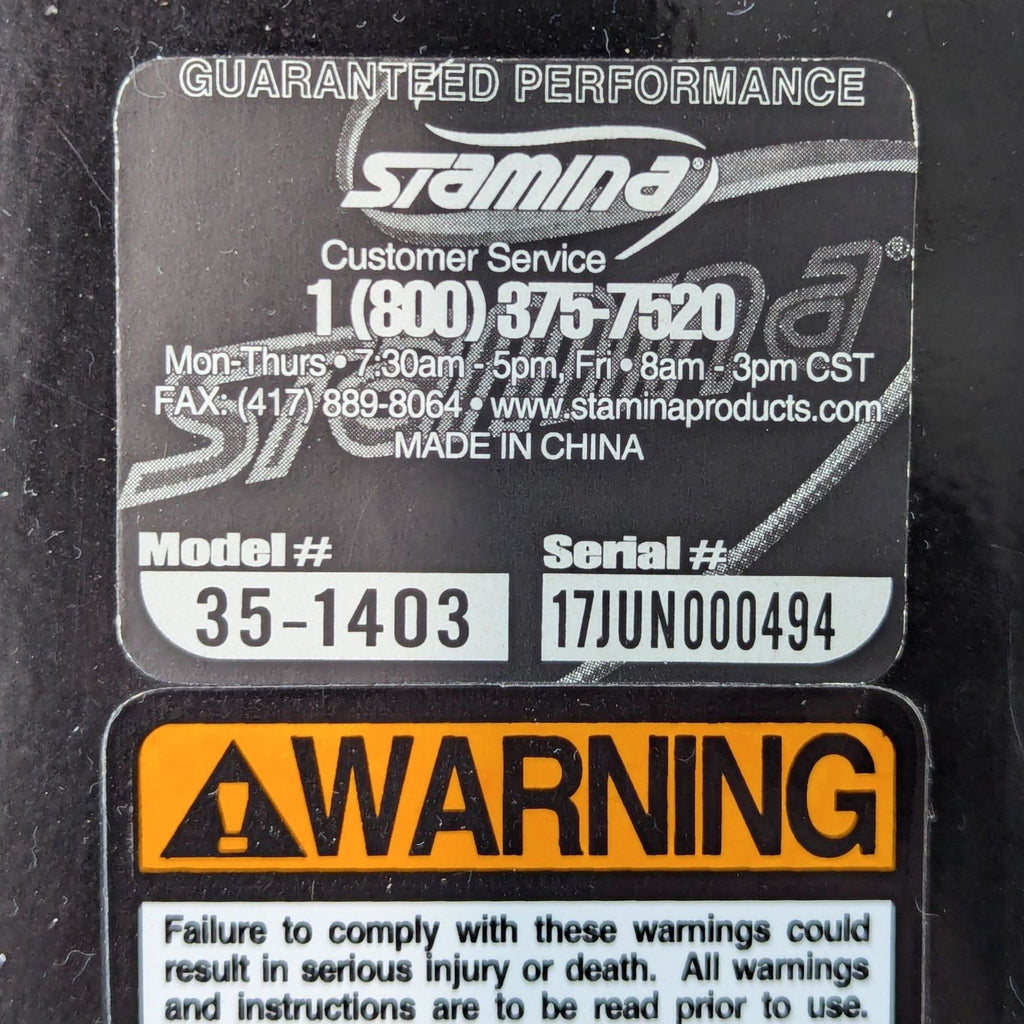 GUARANTEED PERFORMANCE
Stamina®
Customer Service
1 (800) 375-7520
Mon-Thurs • 7:30am - 5pm, Fri • 8am - 3pm CST
FAX: (417) 889-8064 • www.staminaproducts.com
MADE IN CHINA
Stamina®
Model # Serial #
35-1403 17JUN000494
WARNING
Failure to comply with these warnings could
result in serious injury or death. All warnings
and instructions are to be read prior to use.